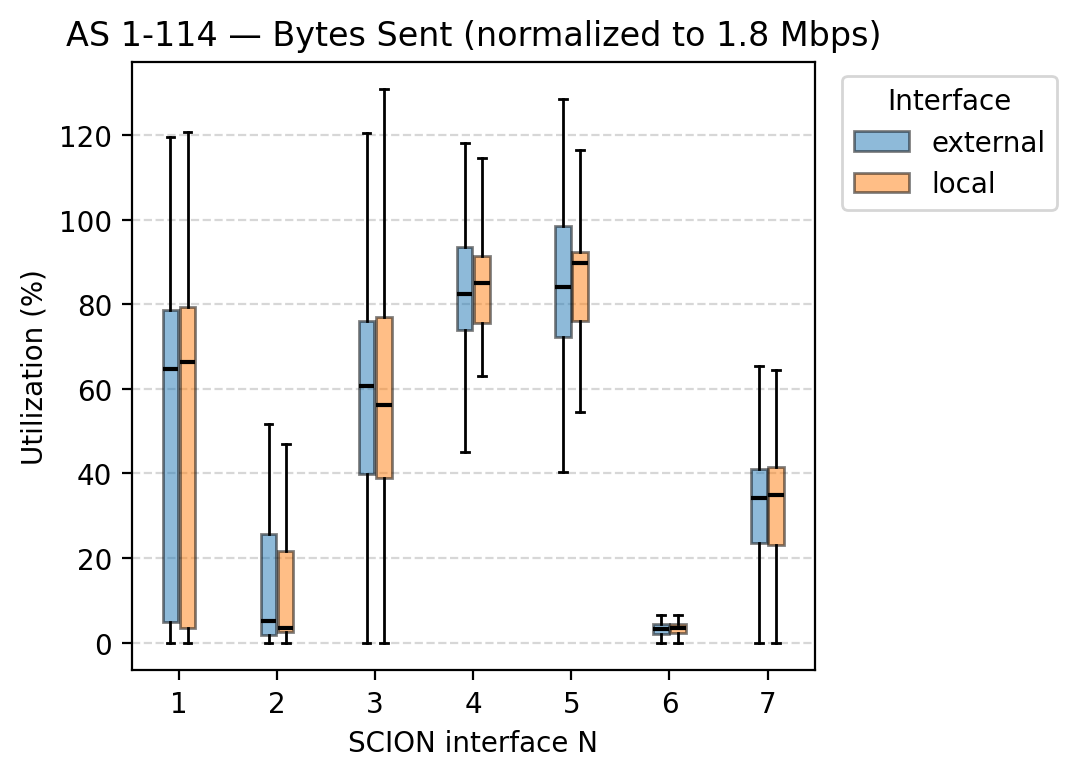 AS 1-114 — Bytes Sent (normalized to 1.8 Mbps)
Utilization (%)
120
100
80
60
40
20
0
1 2 3 4 5 6 7
SCION interface N
Interface
external
local